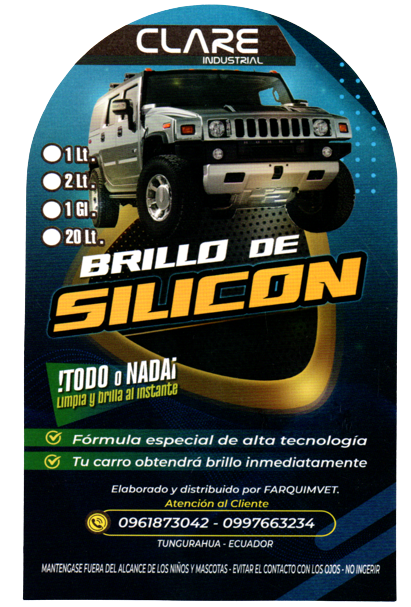 CLARE
INDUSTRIAL
1 Lt.
2 Lt.
1 Gl.
20 Lt.
BRILLO DE
SILICON
!TODO o NADA¡
Limpia y brilla al instante
Fórmula especial de alta tecnología
Tu carro obtendrá brillo inmediatamente
Elaborado y distribuido por FARQUIMVET.
Atención al Cliente
0961873042 - 0997663234
TUNGURAHUA - ECUADOR
MANTENGASE FUERA DEL ALCANCE DE LOS NIÑOS Y MASCOTAS - EVITAR EL CONTACTO CON LOS OJOS - NO INGERIR